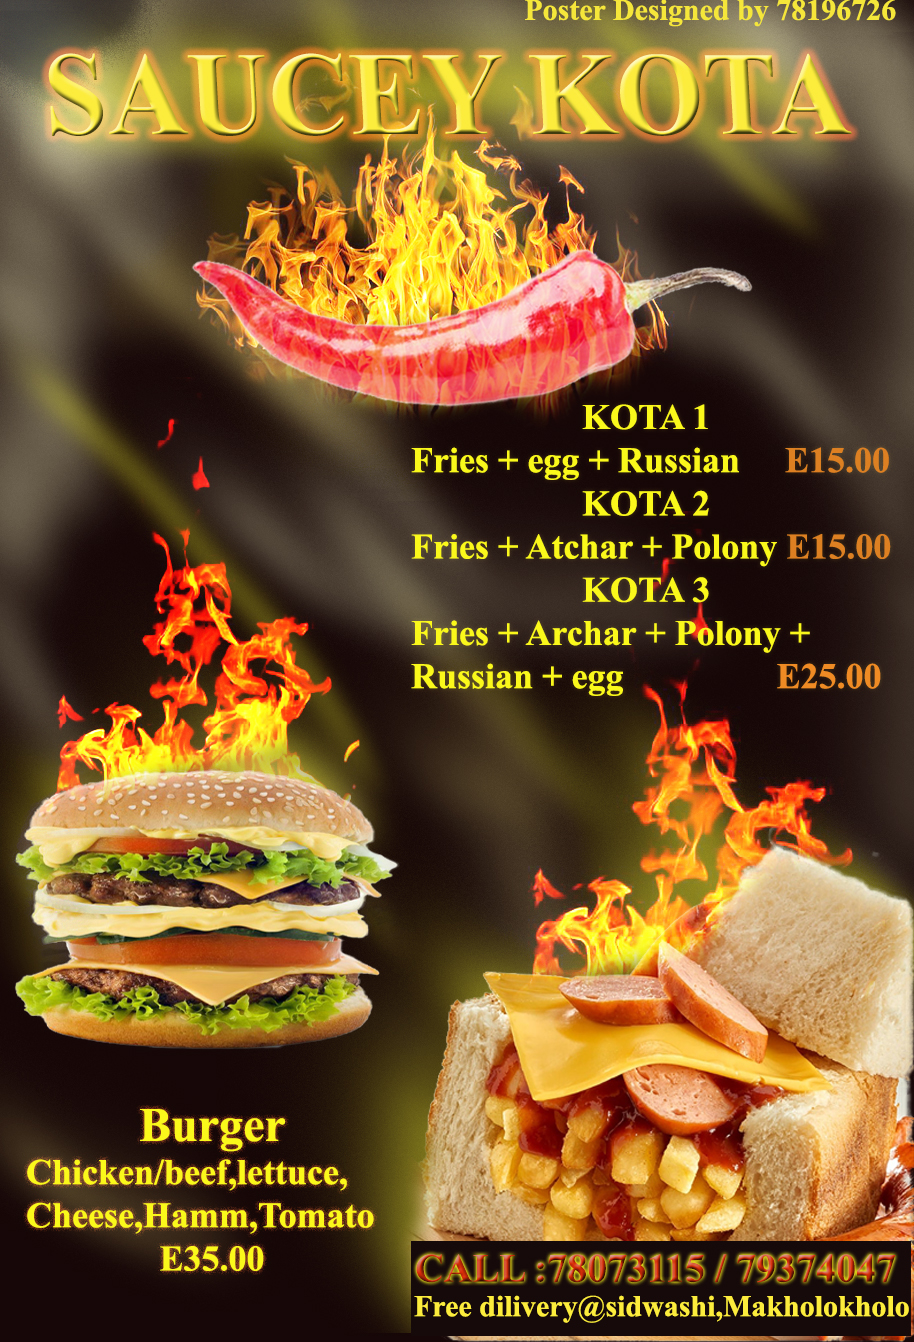 Poster Designed by 78196726
SAUCEY KOTA
KOTA 1
Fries + egg + Russian E15.00
KOTA 2
Fries + Atchar + Polony E15.00
KOTA 3
Fries + Archar + Polony +
Russian + egg E25.00
Burger
Chicken/beef,lettuce,
Cheese,Hamm,Tomato
E35.00
CALL :78073115 / 79374047
Free dilivery@sidwashi,Makholokholo